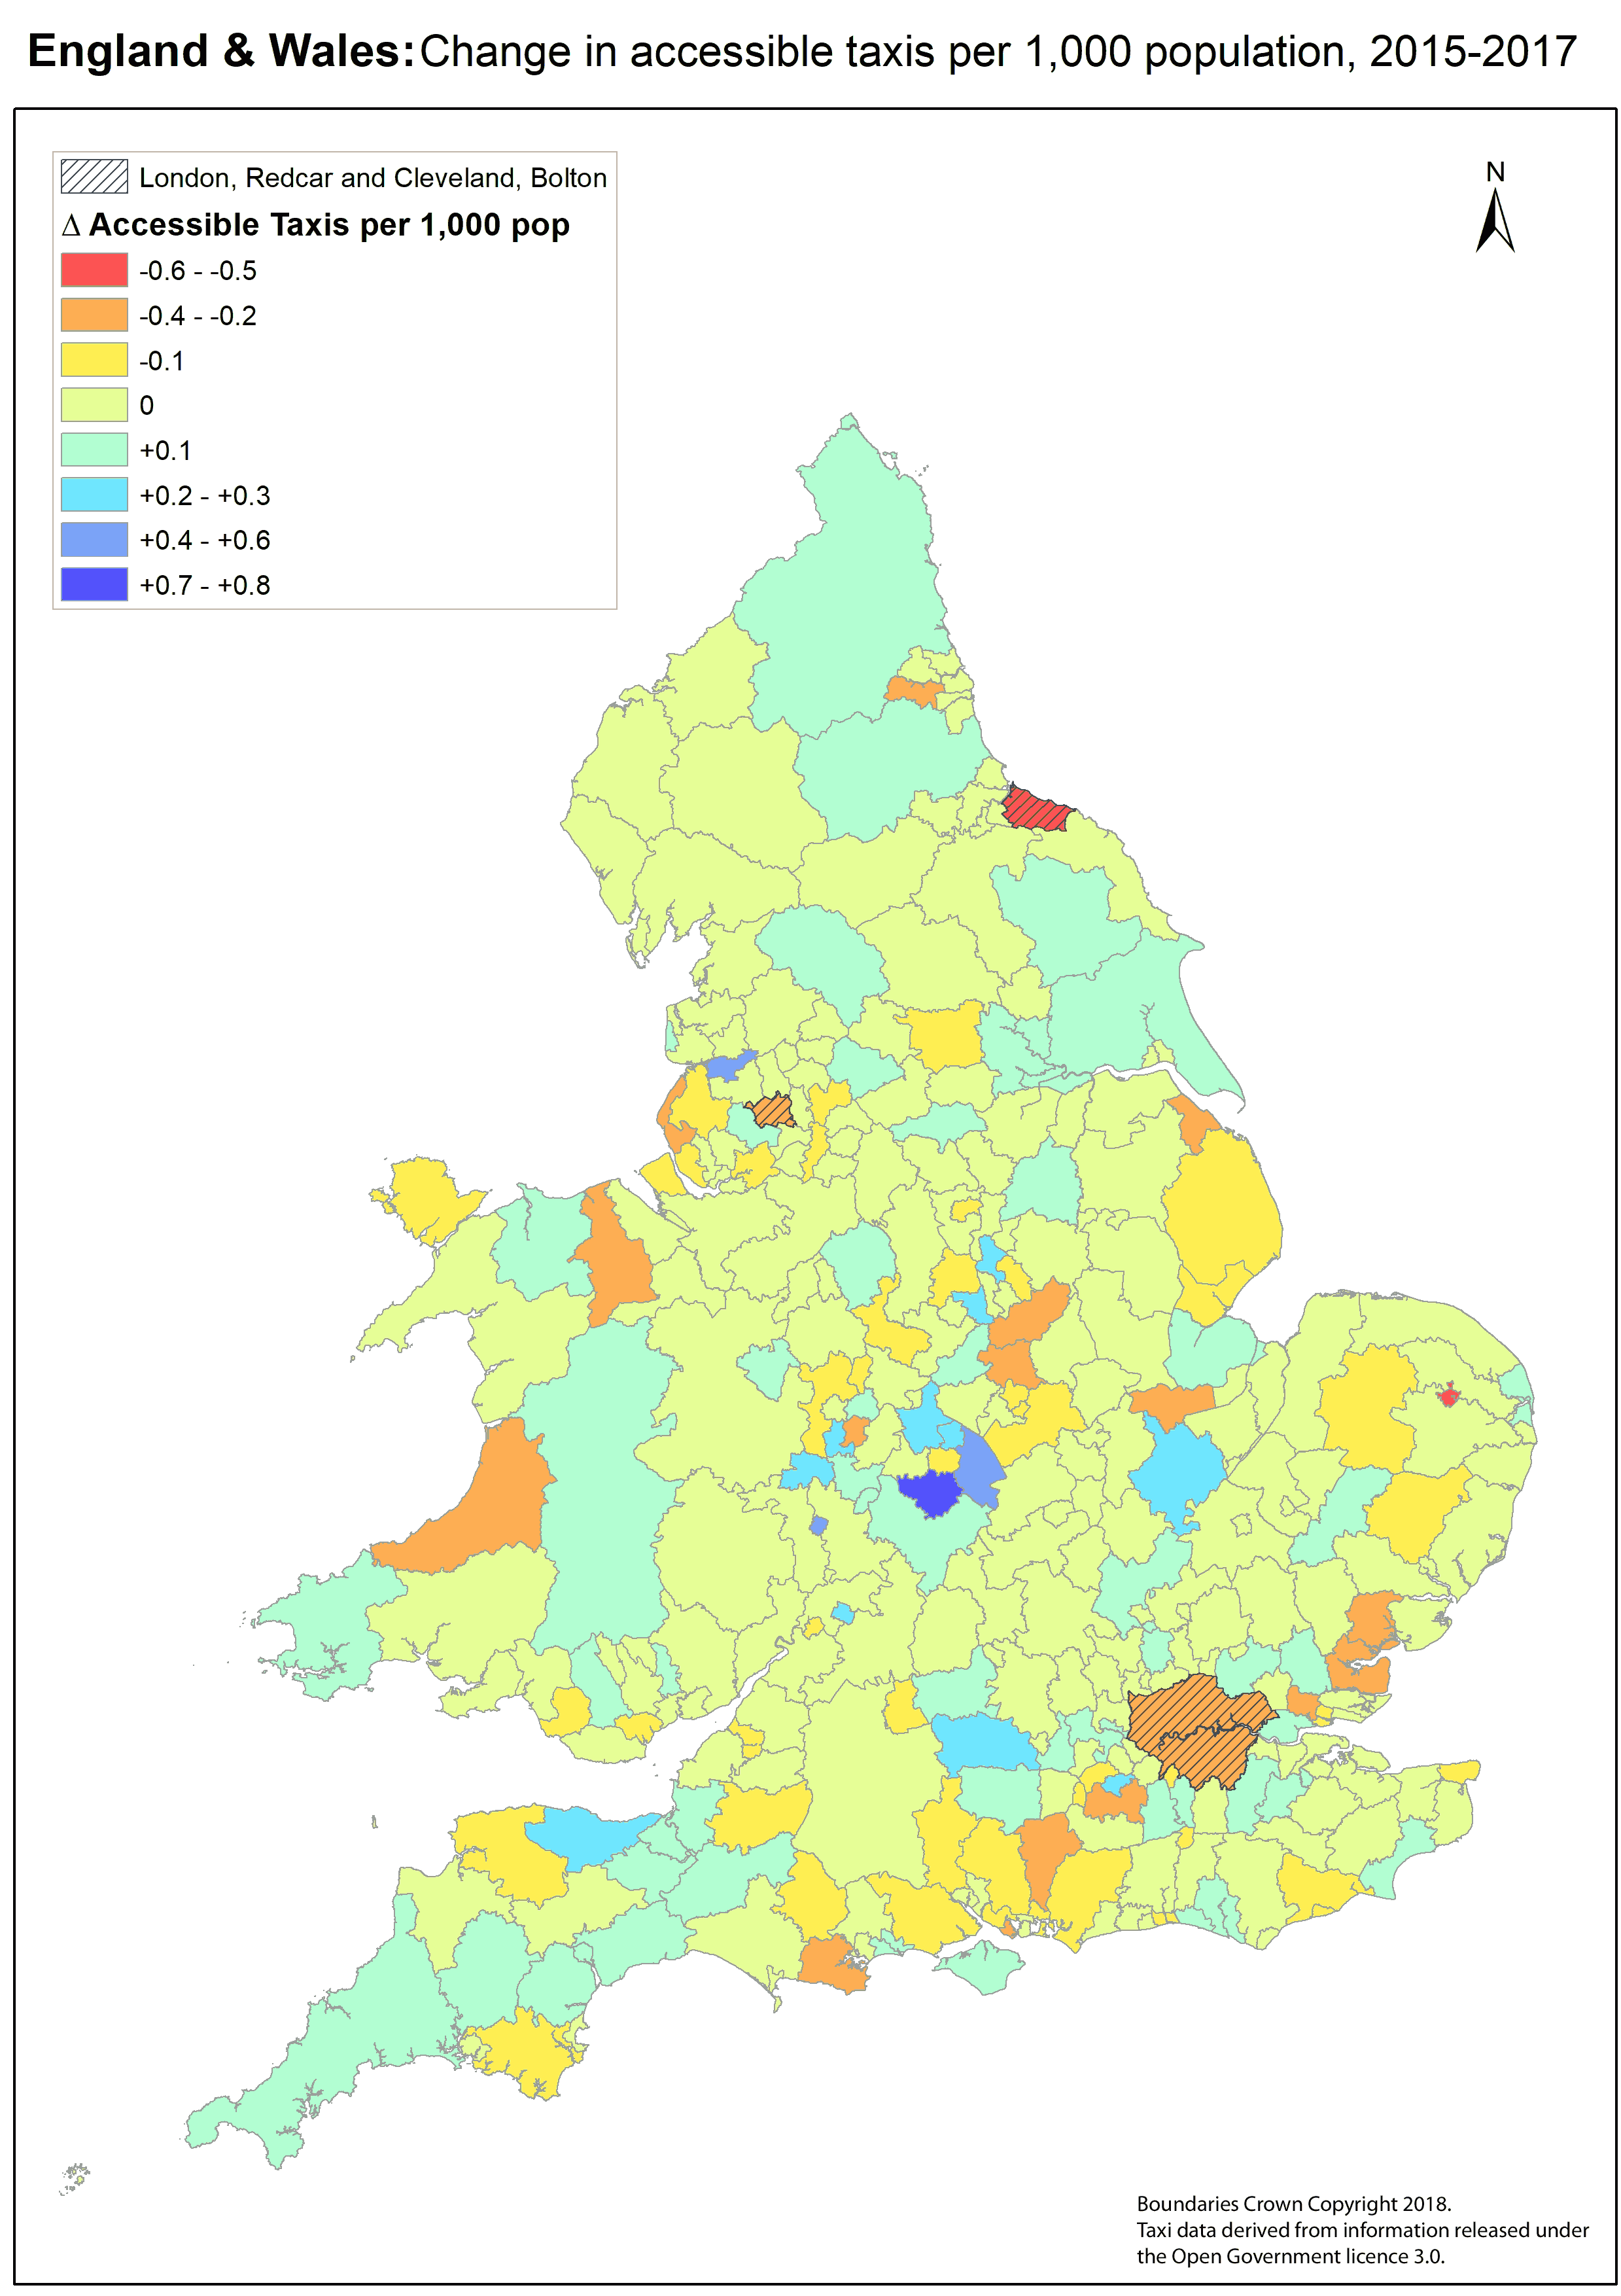 England & Wales: Change in accessible taxis per 1,000 population, 2015-2017
London, Redcar and Cleveland, Bolton
Δ Accessible Taxis per 1,000 pop
-0.6 - -0.5
-0.4 - -0.2
-0.1
0
+0.1
+0.2 - +0.3
+0.4 - +0.6
+0.7 - +0.8
N
Boundaries Crown Copyright 2018.
Taxi data derived from information released under
the Open Government licence 3.0.